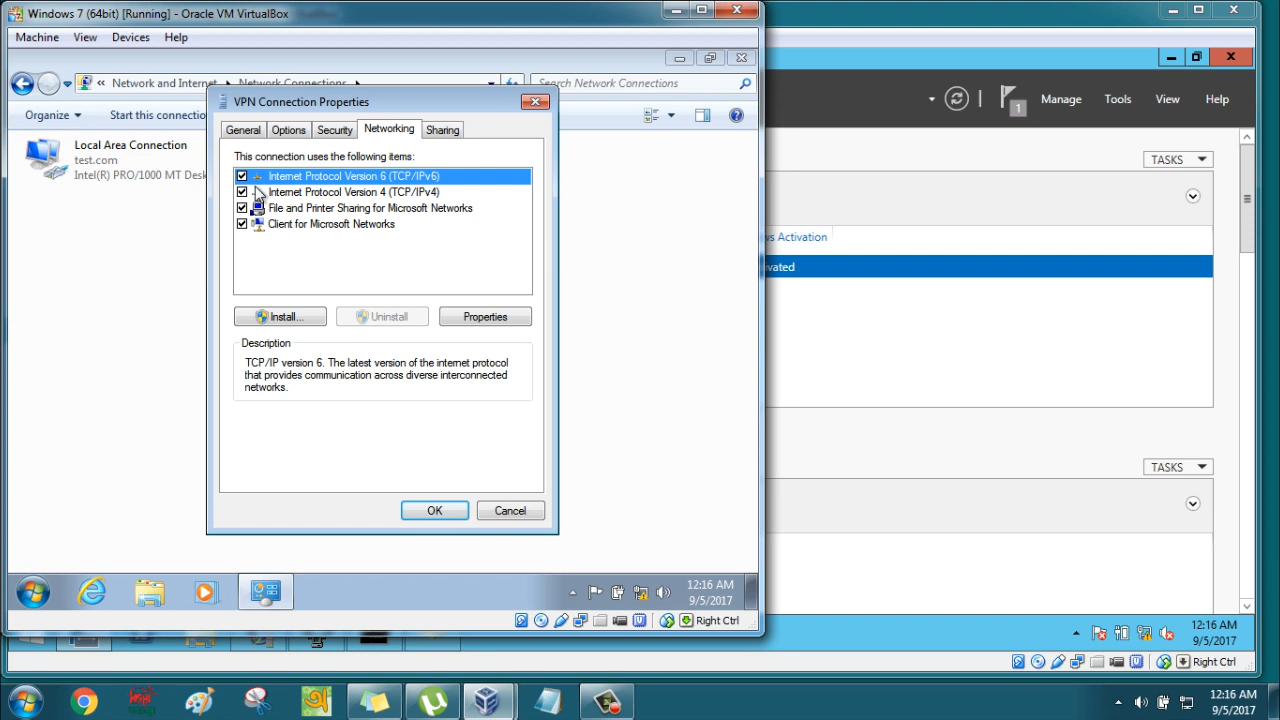 Windows 7 (64bit) [Running] - Oracle VM VirtualBox
Machine View Devices Help
Network and Internet Network Connections
Search Network Connections
Organize
Start this connectio
VPN Connection Properties
General Options Security Networking Sharing
Local Area Connection
test.com
Intel(R) PRO/1000 MT Desk
This connection uses the following items:
Internet Protocol Version 6 (TCP/IPv6)
Internet Protocol Version 4 (TCP/IPv4)
File and Printer Sharing for Microsoft Networks
Client for Microsoft Networks
Install... Uninstall Properties
Description
TCP/IP version 6. The latest version of the internet protocol
that provides communication across diverse interconnected
networks.
OK Cancel
12:16 AM
9/5/2017
Right Ctrl
1
Manage Tools View Help
TASKS
ws Activation
ivated
TASKS
12:16 AM
9/5/2017
Right Ctrl
12:16 AM
9/5/2017